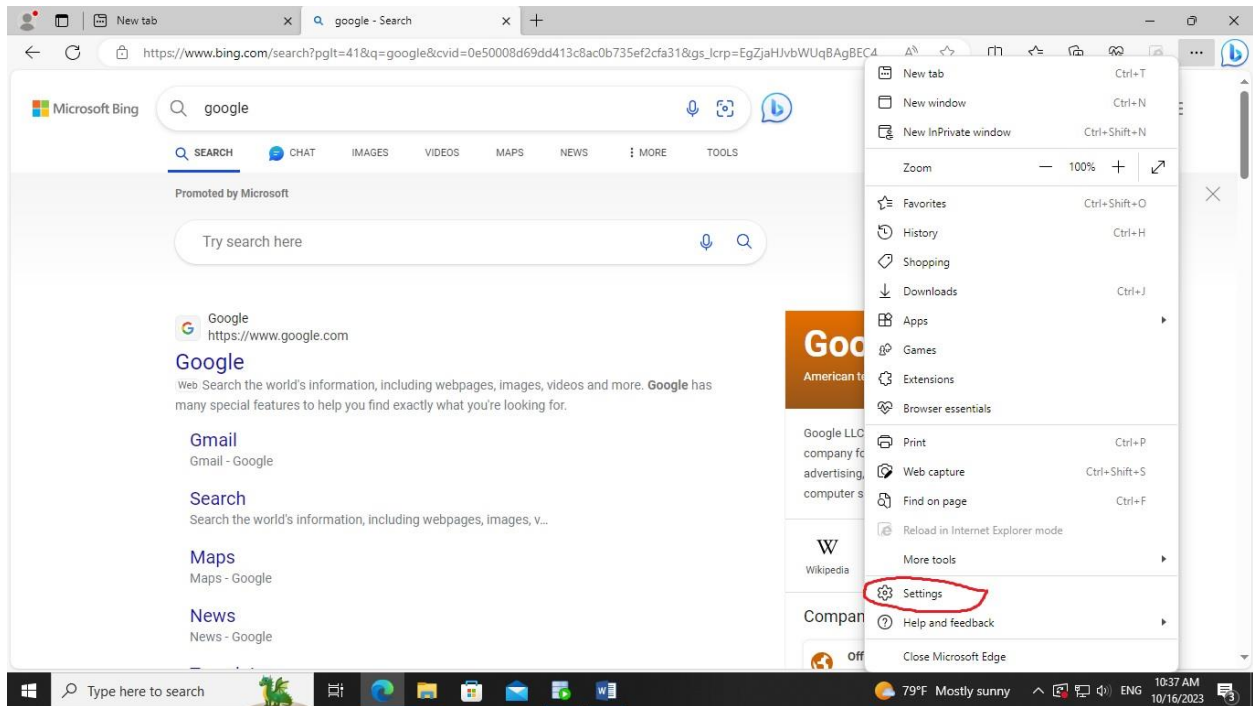 New tab
google - Search
https://www.bing.com/search?pglt=41&q=google&cvid=0e50008d69dd413c8ac0b735ef2cfa31&gs_lcrp=EgZjaHJvbWUqBAgBEC4
Microsoft Bing
google
SEARCH CHAT IMAGES VIDEOS MAPS NEWS MORE TOOLS
Promoted by Microsoft
Try search here
Google
https://www.google.com
Google
Web Search the world's information, including webpages, images, videos and more. Google has
many special features to help you find exactly what you're looking for.
Gmail
Gmail - Google
Search
Search the world's information, including webpages, images, v...
Maps
Maps - Google
News
News - Google
Goo
American te
Google LLC
company fo
advertising,
computer s
W
Wikipedia
Compan
Off
New tab Ctrl+T
New window Ctrl+N
New InPrivate window Ctrl+Shift+N
Zoom — 100% +
Favorites Ctrl+Shift+O
History Ctrl+H
Shopping
Downloads Ctrl+J
Apps
Games
Extensions
Browser essentials
Print Ctrl+P
Web capture Ctrl+Shift+S
Find on page Ctrl+F
Reload in Internet Explorer mode
More tools
Settings
Help and feedback
Close Microsoft Edge
Type here to search
79°F Mostly sunny
ENG
10:37 AM
10/16/2023
3